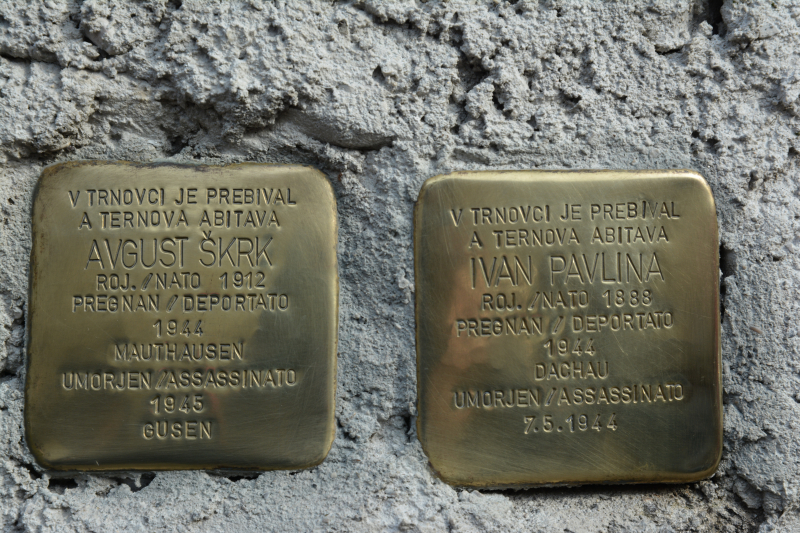 V TRNOVCI JE PREBIVAL
A TERNOVA ABITAVA
AVGUST ŠKRK
ROJ. // NATO 1912
PREGNAN // DEPORTATO
1944
MAUTHAUSEN
UMORJEN // ASSASSINATO
1945
GUSEN
V TRNOVCI JE PREBIVAL
A TERNOVA ABITAVA
IVAN PAVLINA
ROJ. // NATO 1888
PREGNAN // DEPORTATO
1944
DACHAU
UMORJEN // ASSASSINATO
7.5.1944